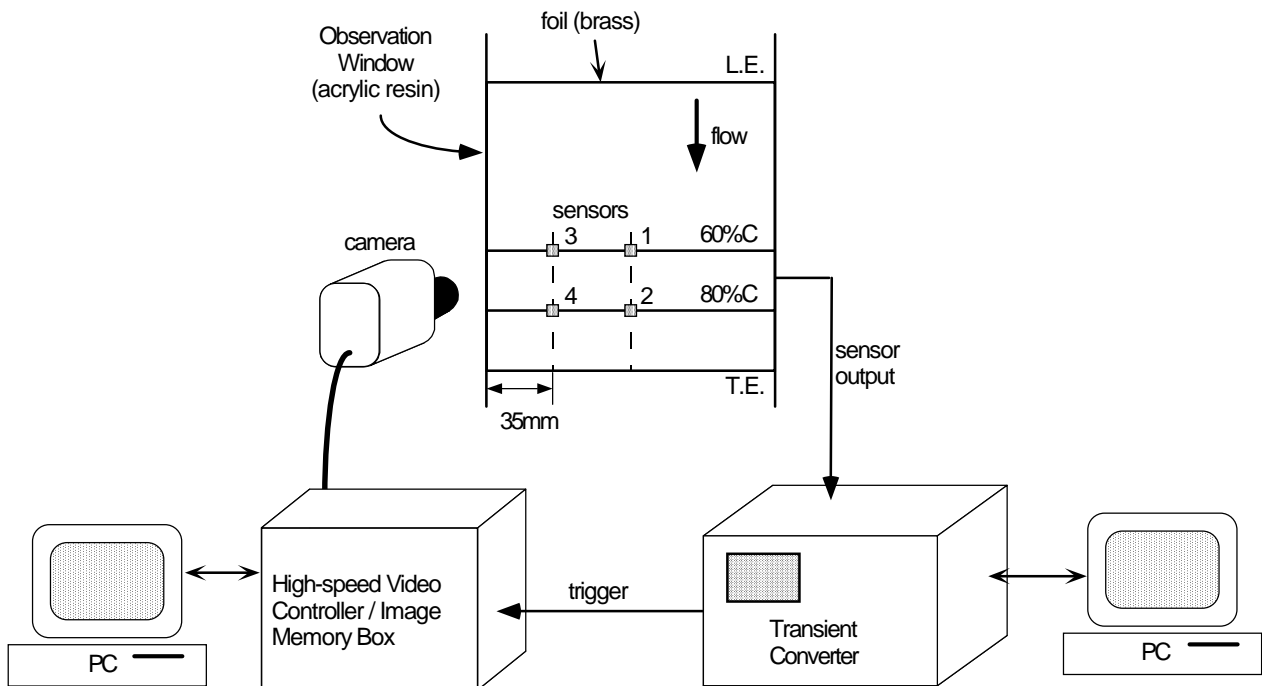 foil (brass)
Observation
Window
(acrylic resin)
L.E.
flow
sensors
3
1
60%C
camera
4
2
80%C
sensor
output
T.E.
35mm
High-speed Video
Controller / Image
Memory Box
trigger
Transient
Converter
PC
PC